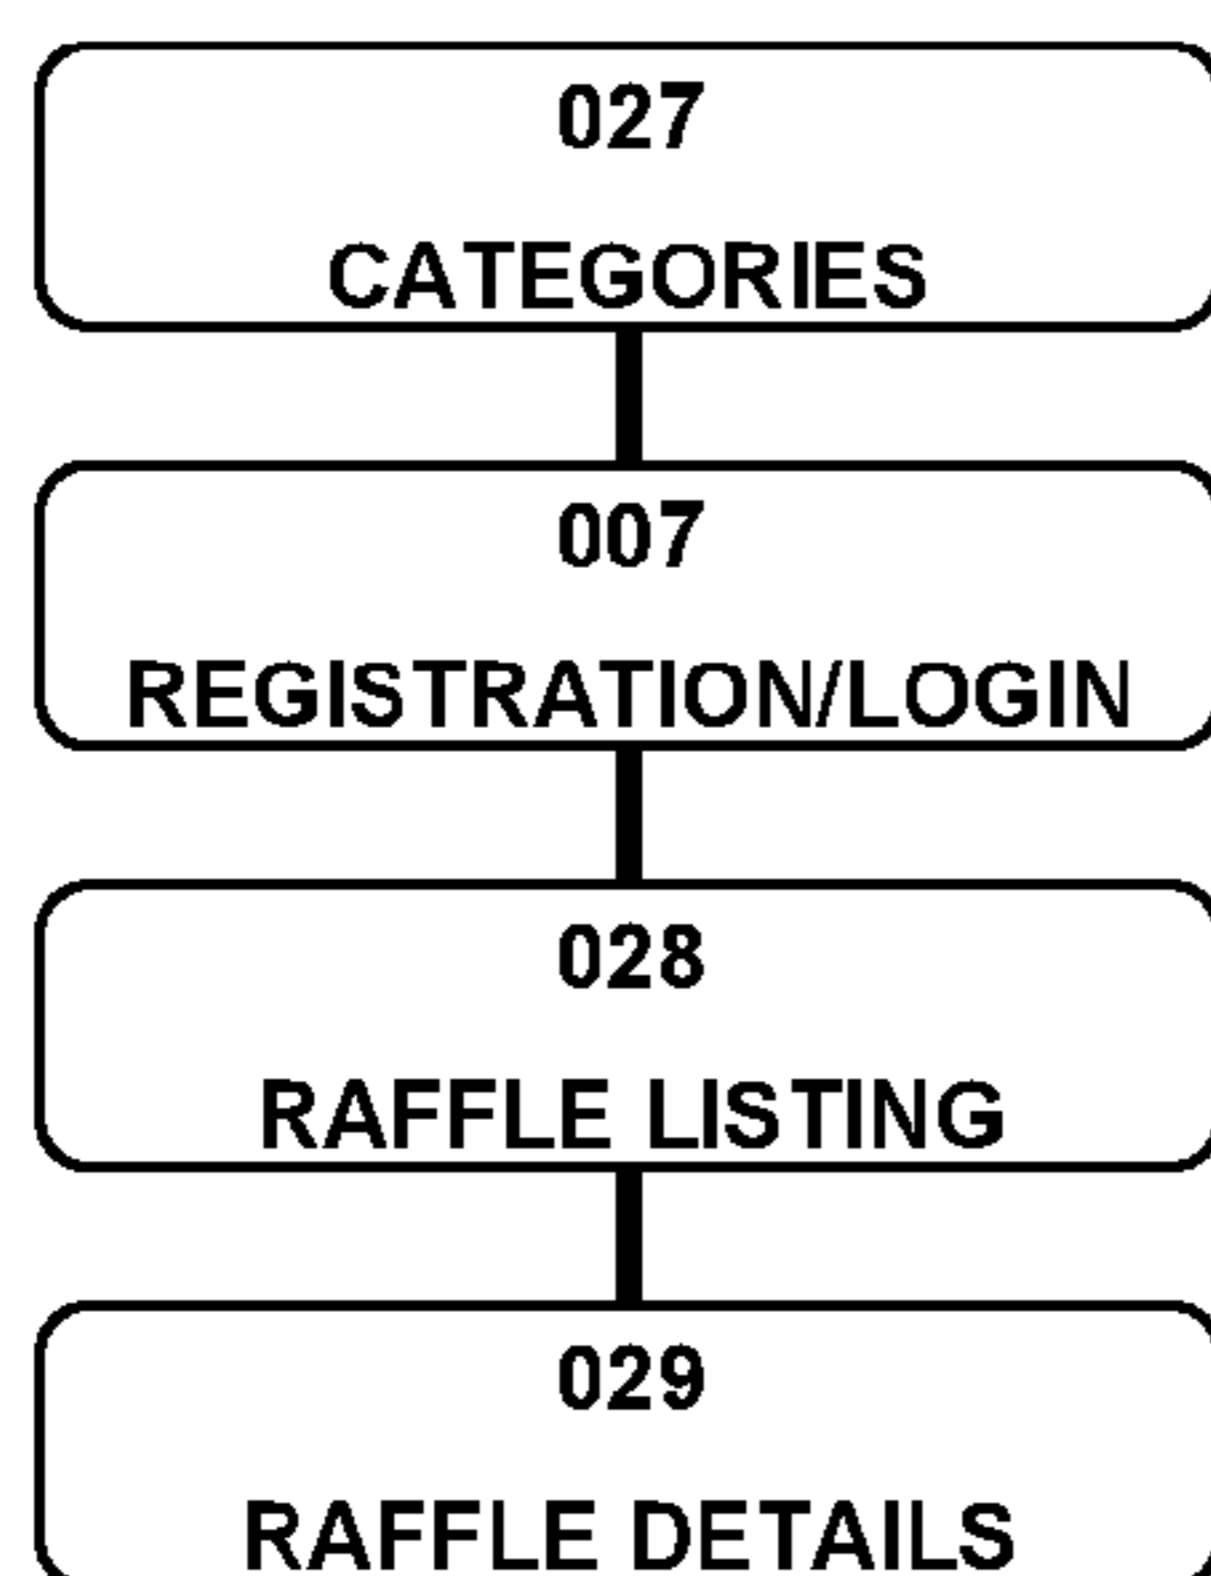 027
CATEGORIES
007
REGISTRATION/LOGIN
028
RAFFLE LISTING
029
RAFFLE DETAILS